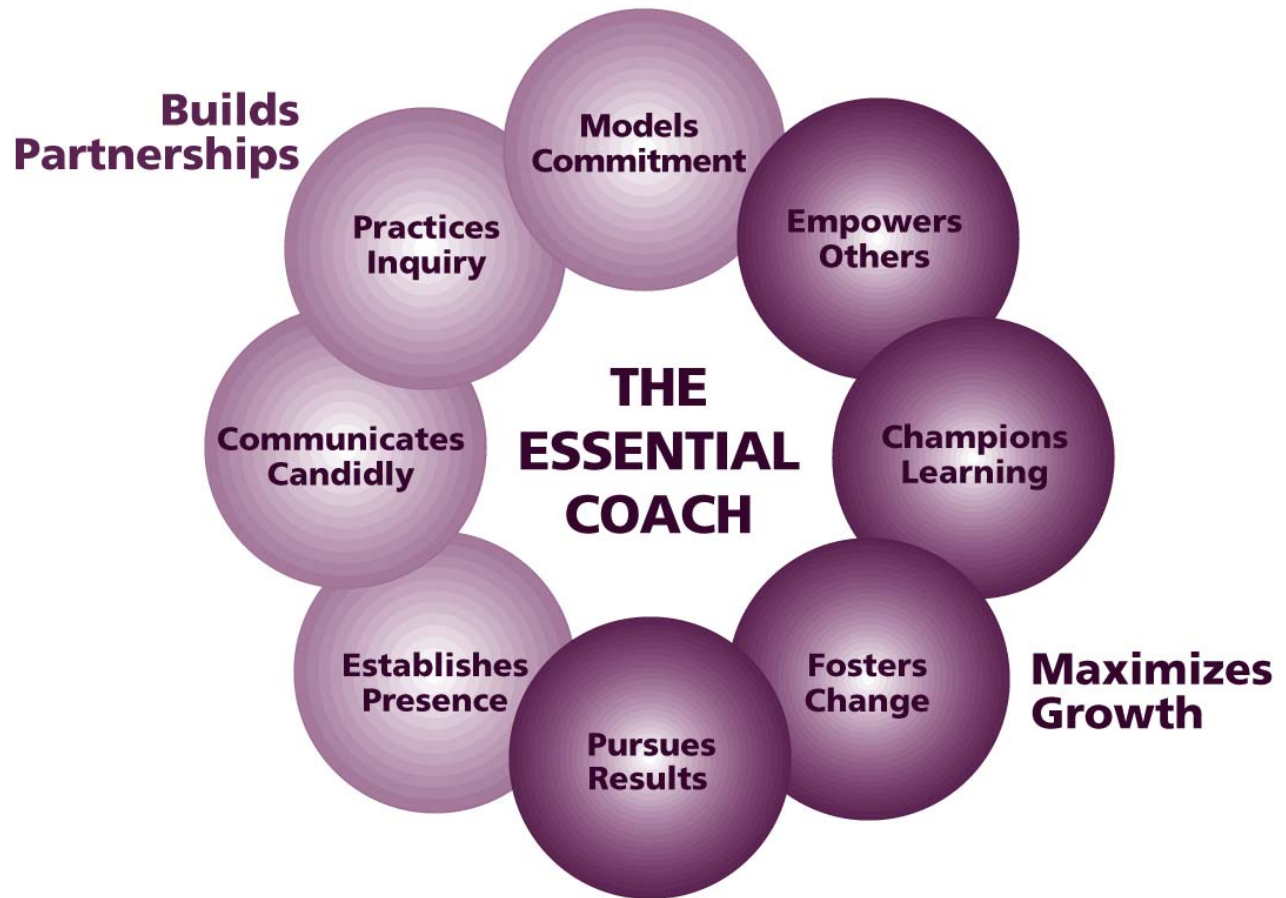 Builds
Partnerships
Models
Commitment
Empowers
Others
Practices
Inquiry
THE
ESSENTIAL
COACH
Champions
Learning
Communicates
Candidly
Establishes
Presence
Fosters
Change
Maximizes
Growth
Pursues
Results